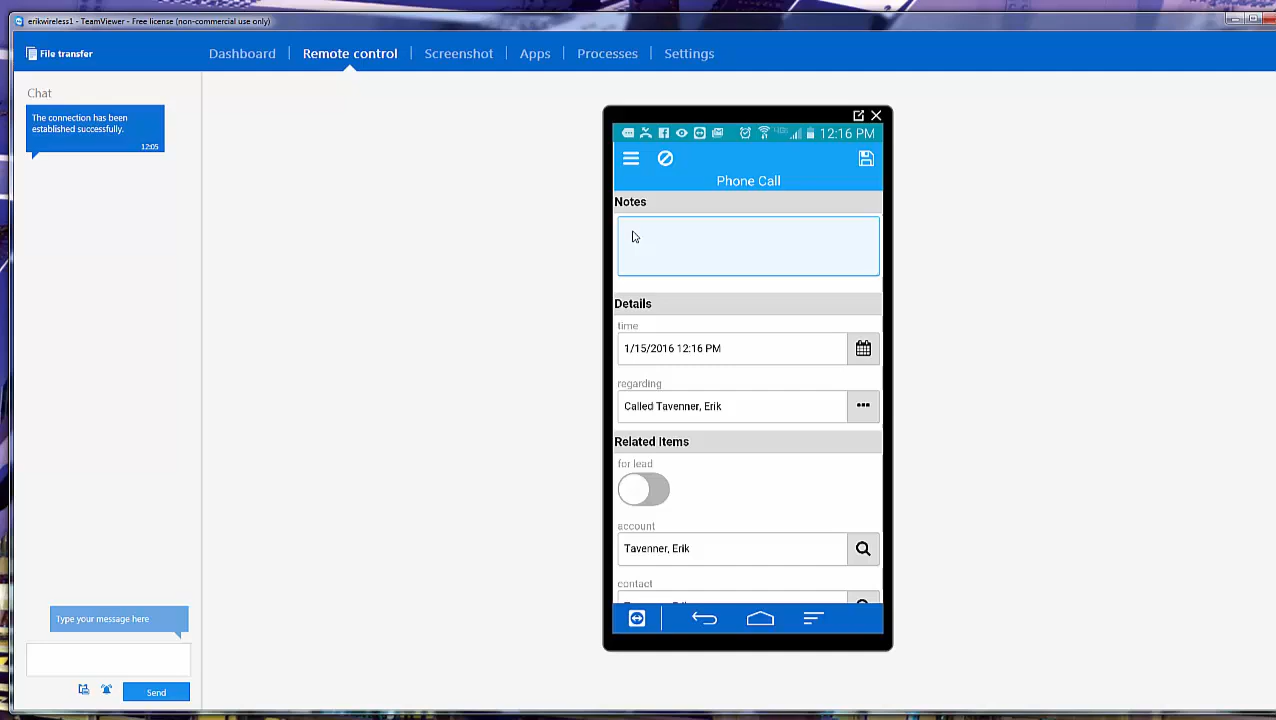 erikwireless1 - TeamViewer - Free license (non-commercial use only)
File transfer
Dashboard
Remote control
Screenshot
Apps
Processes
Settings
Chat
The connection has been
established successfully.
12:05
12:16 PM
Phone Call
Notes
Details
time
1/15/2016 12:16 PM
regarding
Called Tavenner, Erik
Related Items
for lead
account
Tavenner, Erik
contact
Type your message here
Send